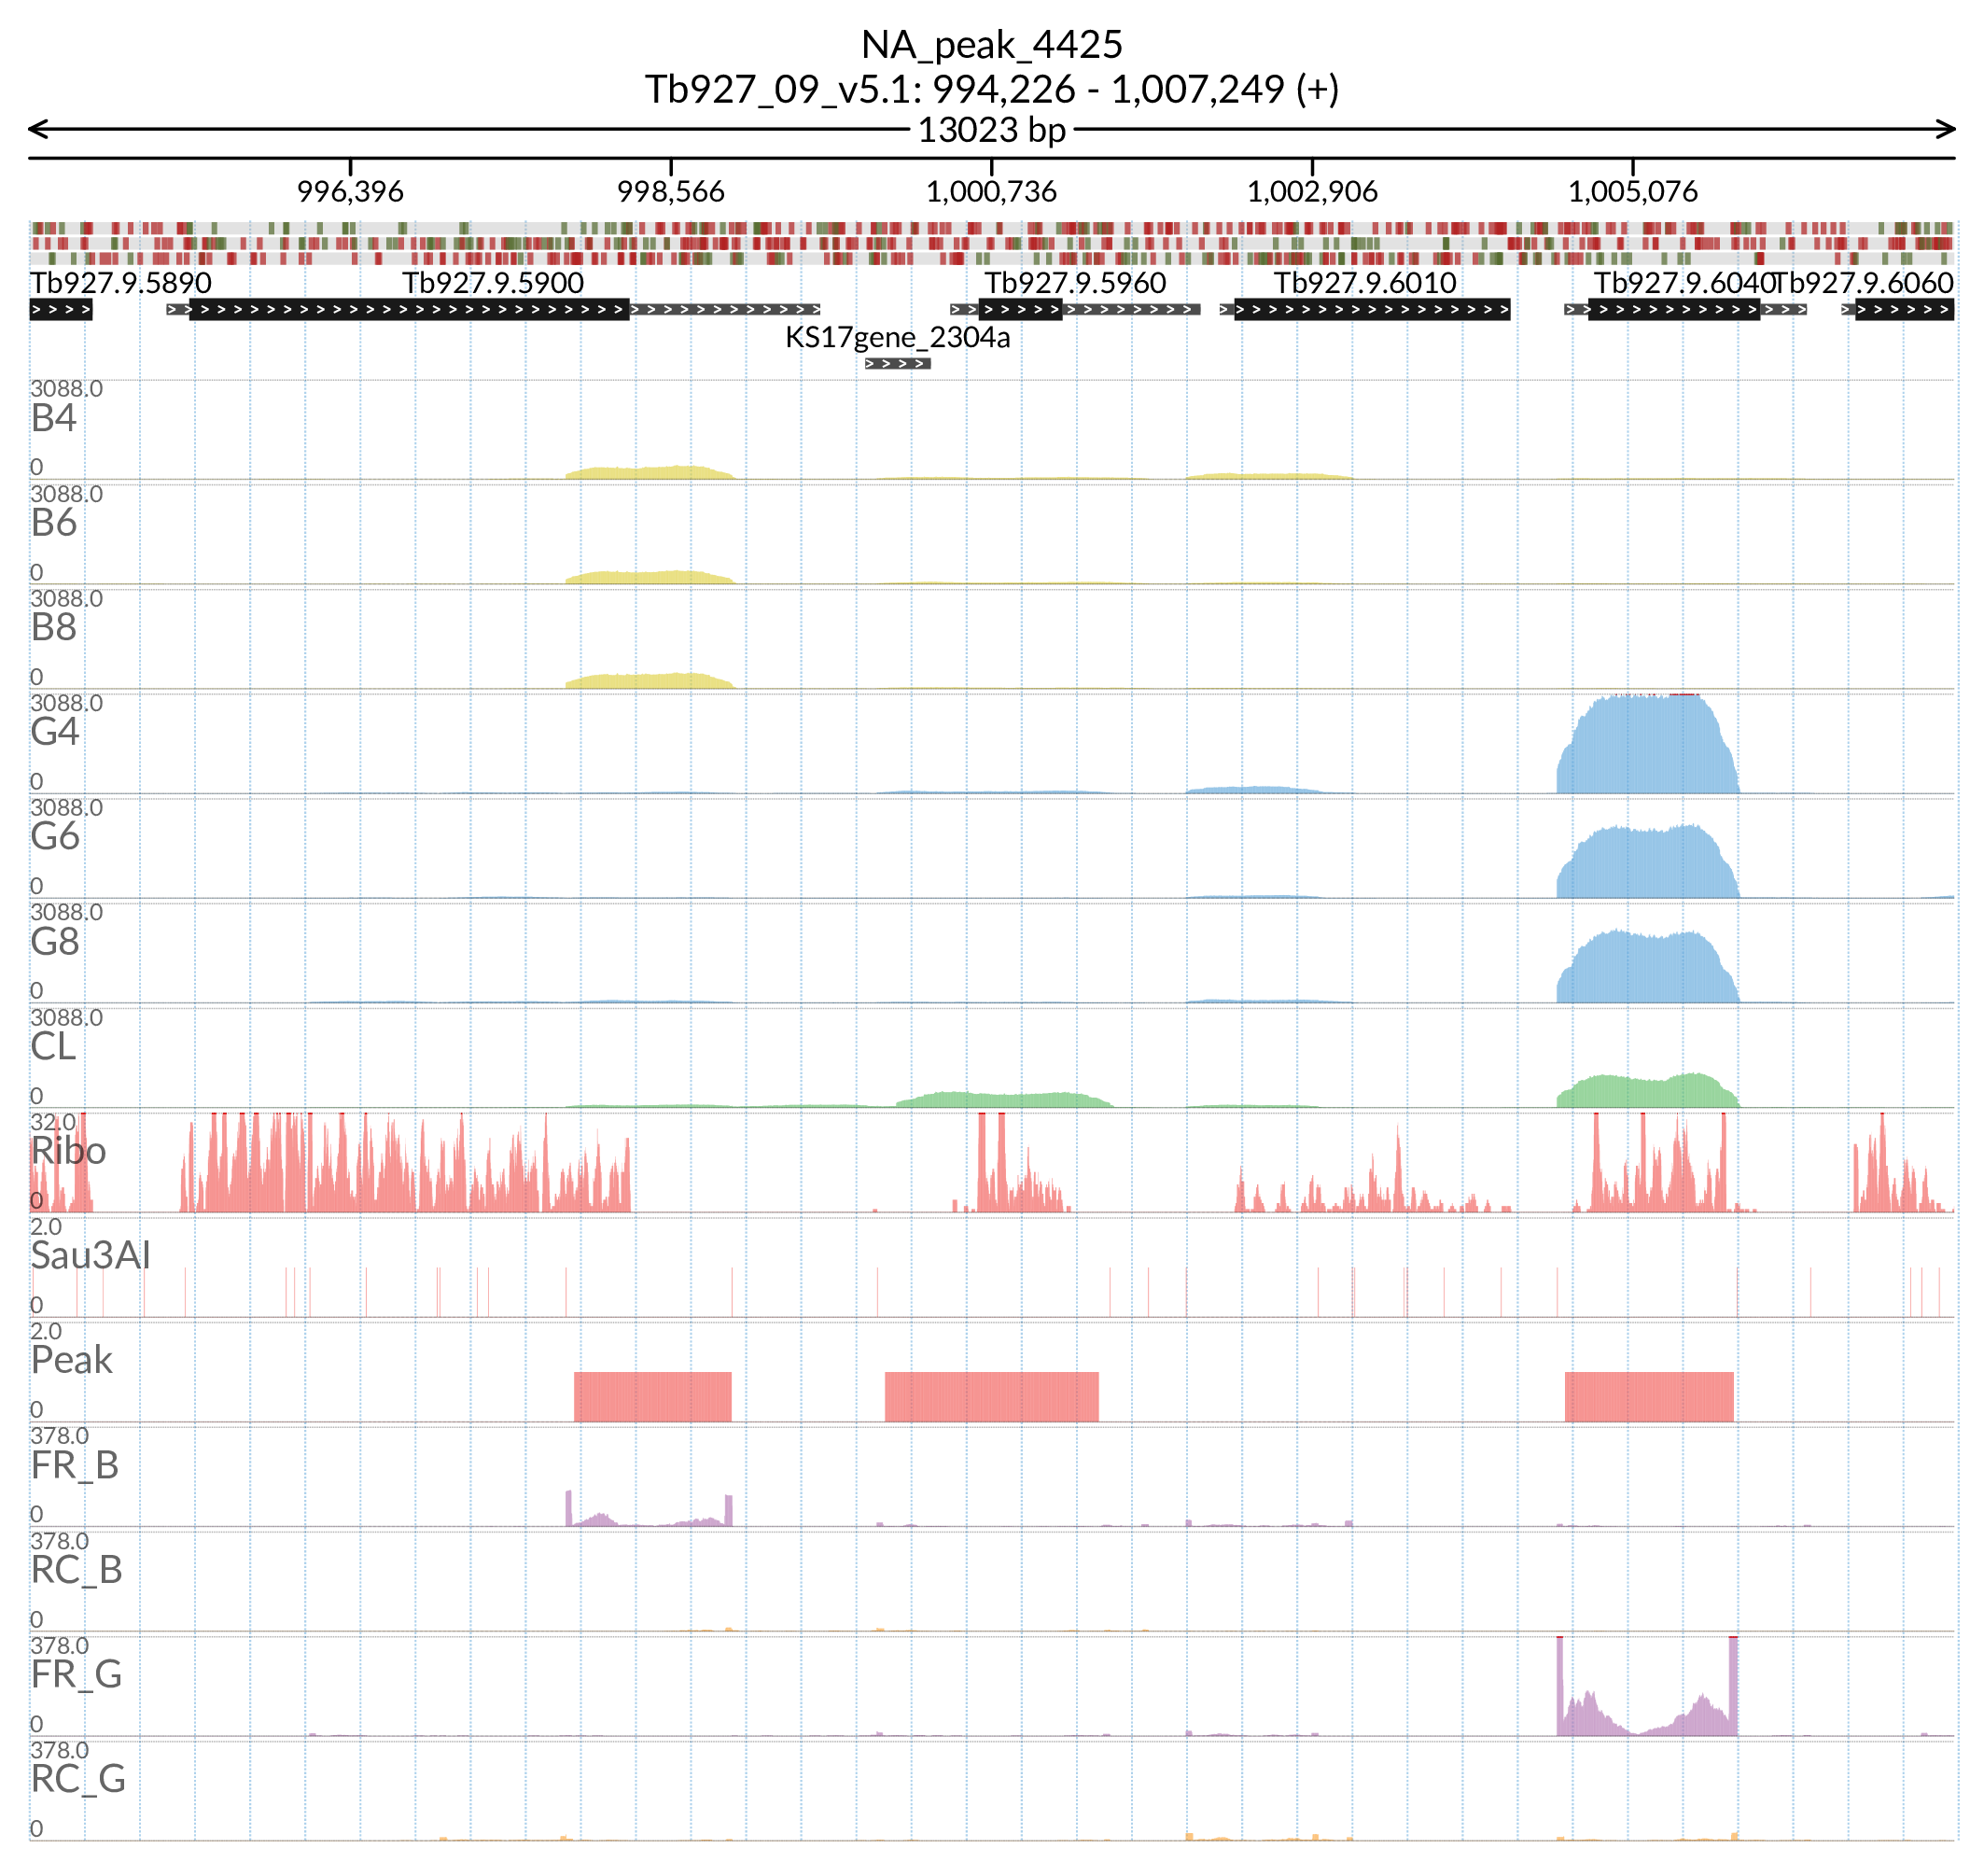 NA_peak_4425
Tb927_09_v5.1: 994,226 - 1,007,249 (+)
13023 bp
996,396 998,566 1,000,736 1,002,906 1,005,076
Tb927.9.5890 Tb927.9.5900 Tb927.9.5960 Tb927.9.6010 Tb927.9.6040 Tb927.9.6060
KS17gene_2304a
3088.0
B4
0
3088.0
B6
0
3088.0
B8
0
3088.0
G4
0
3088.0
G6
0
3088.0
G8
0
3088.0
CL
0
32.0
Ribo
0
2.0
Sau3AI
0
2.0
Peak
0
378.0
FR_B
0
378.0
RC_B
0
378.0
FR_G
0
378.0
RC_G
0